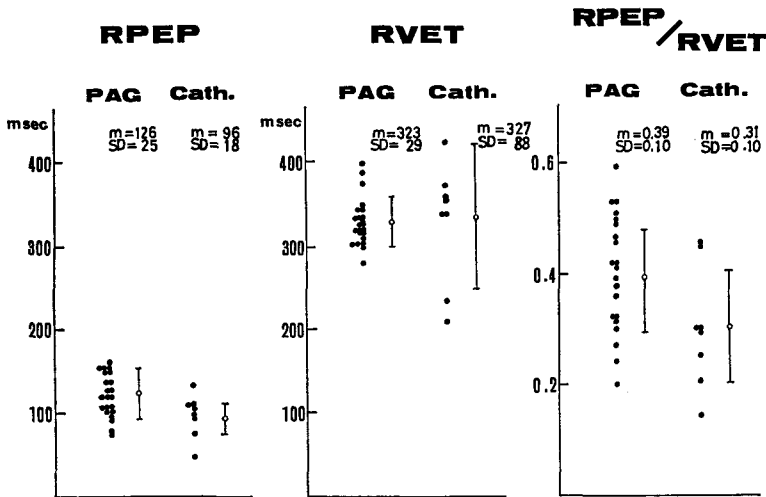 RPEP
PAG Cath.
msec
m=126 m=96
SD=25 SD=18
400
300
200
100
RVET
PAG Cath.
msec
m=323 m=327
SD=29 SD=88
400
300
200
100
RPEP/RVET
PAG Cath.
m=0.39 m=0.31
SD=0.10 SD=0.10
0.6
0.4
0.2